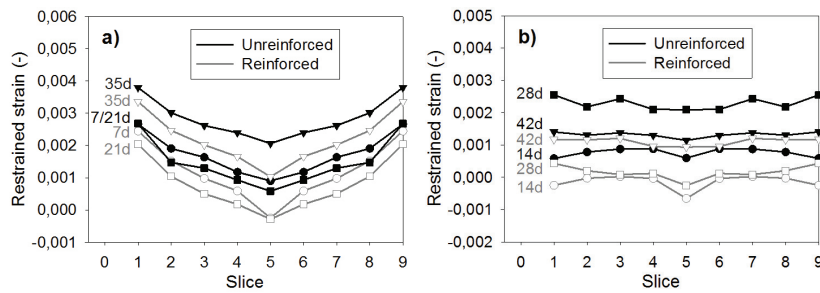 a)
Unreinforced
Reinforced
Restrained strain (-)
0,006
0,005
0,004
0,003
0,002
0,001
0,000
-0,001
35d
35d
7/21d
7d
21d
0 1 2 3 4 5 6 7 8 9
Slice
b)
Unreinforced
Reinforced
Restrained strain (-)
0,005
0,004
0,003
0,002
0,001
0,000
-0,001
-0,002
28d
42d
42d
14d
28d
14d
0 1 2 3 4 5 6 7 8 9
Slice